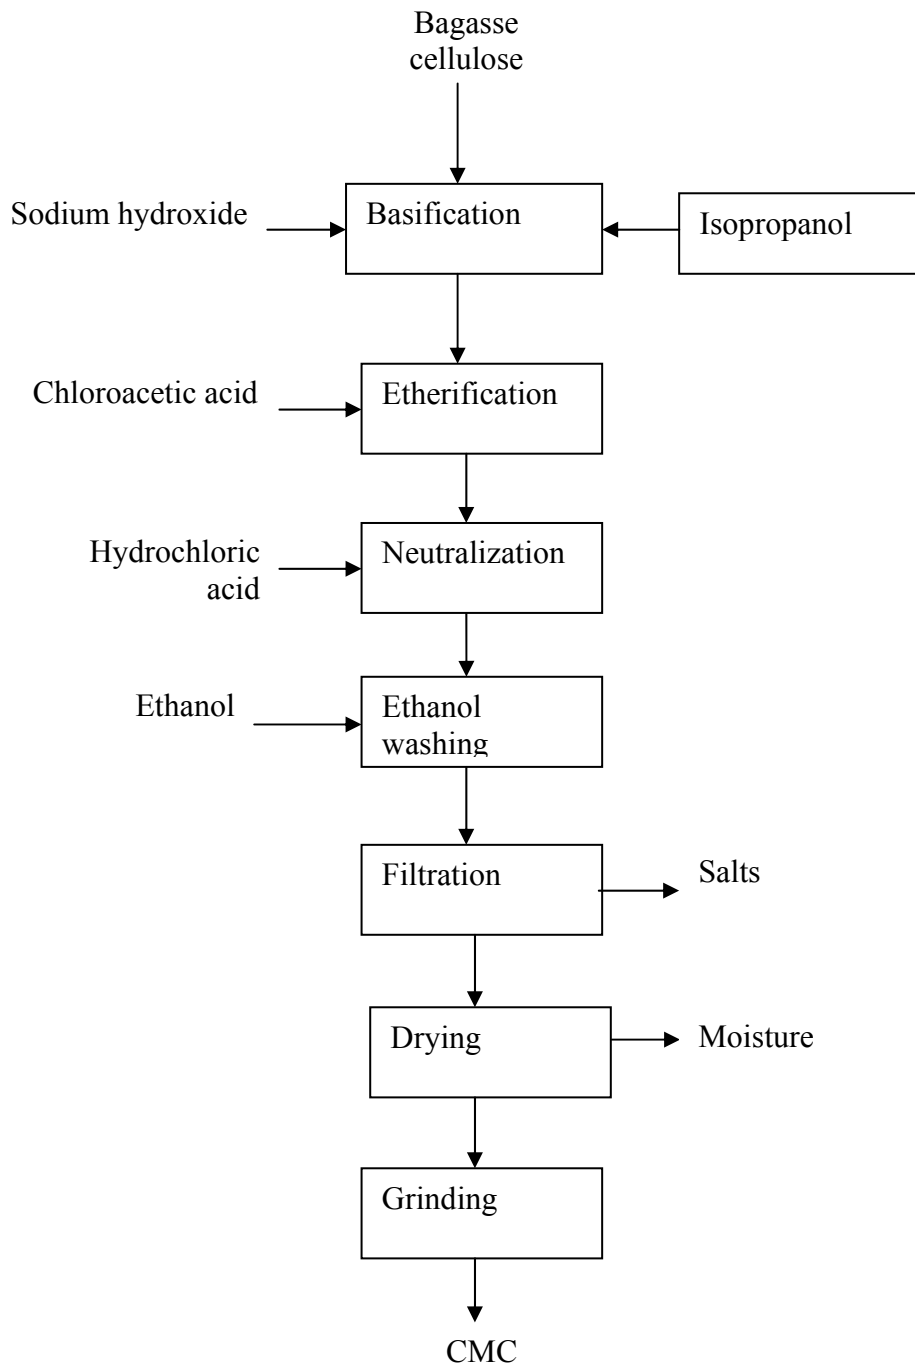 Bagasse
cellulose
Sodium hydroxide
Basification
Isopropanol
Chloroacetic acid
Etherification
Hydrochloric
acid
Neutralization
Ethanol
Ethanol
washing
Filtration
Salts
Drying
Moisture
Grinding
CMC